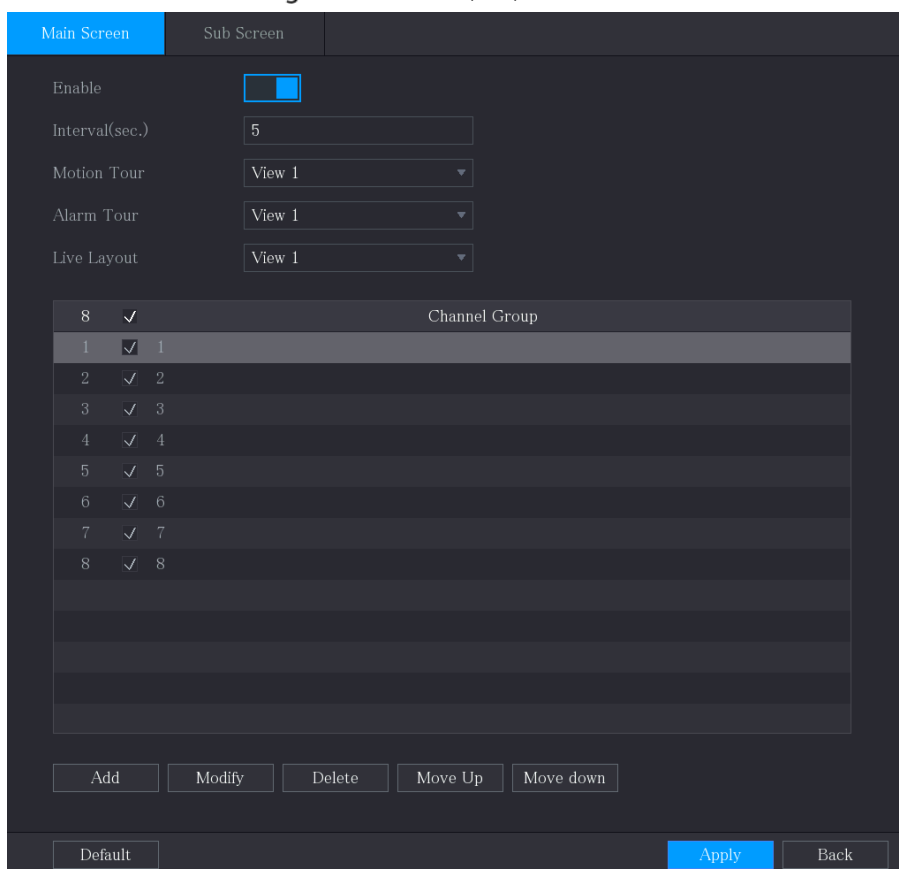 Main Screen Sub Screen
Enable
Interval(sec.) 5
Motion Tour View 1
Alarm Tour View 1
Live Layout View 1
8 Channel Group
1 1
2 2
3 3
4 4
5 5
6 6
7 7
8 8
Add Modify Delete Move Up Move down
Default Apply Back